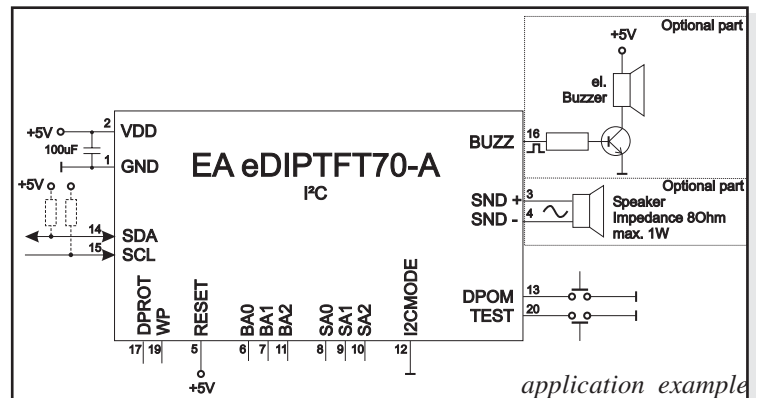 Optional part
+5V
el.
Buzzer
+5V
2
VDD
100uF
1
GND
EA eDIPTFT70-A
I²C
BUZZ
16
Optional part
SND +
3
SND -
4
Speaker
Impedance 8Ohm
max. 1W
+5V
14
SDA
15
SCL
DPOM
13
TEST
20
DPROT
WP
RESET
BA0
BA1
BA2
SA0
SA1
SA2
I2CMODE
17
19
5
6
7
11
8
9
10
12
+5V
application example